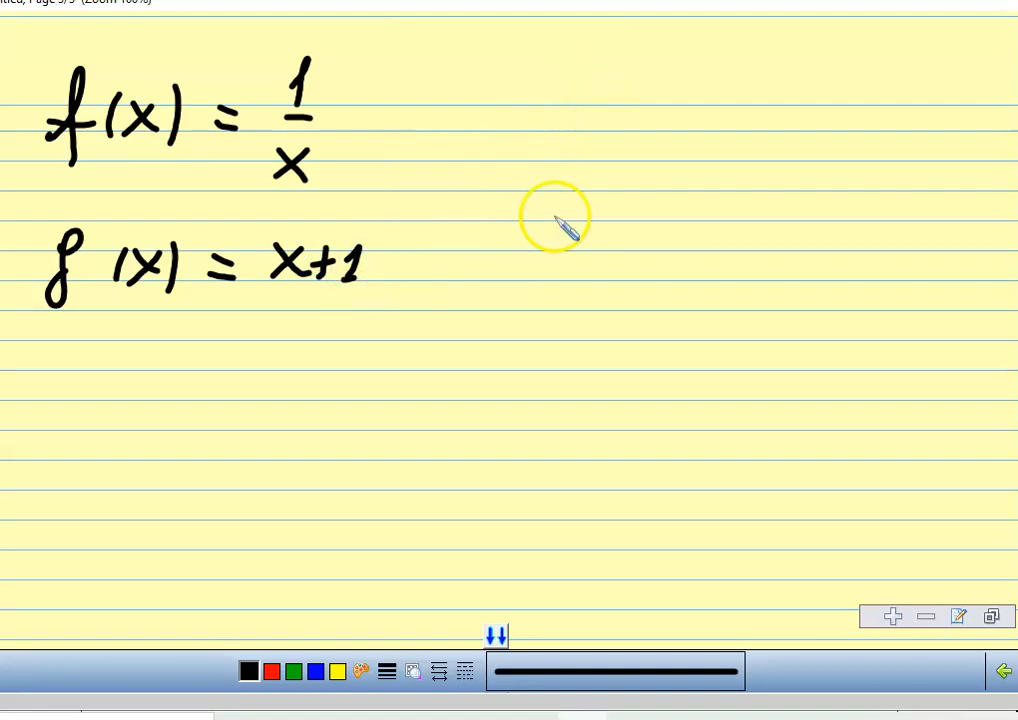 f(x) = 1/x
g(x) = x+1